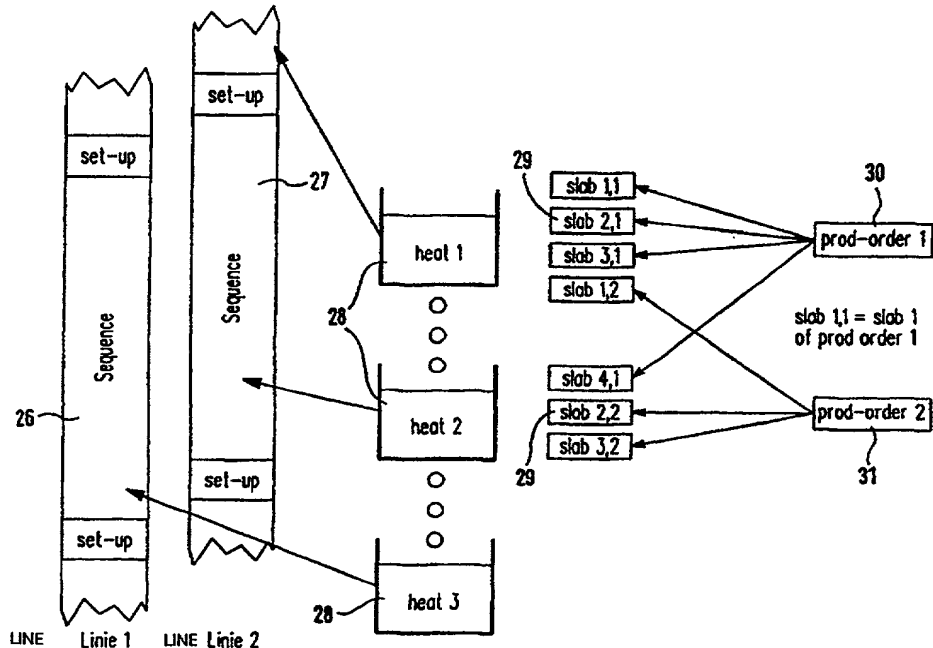 set-up
set-up
27
Sequence
Sequence
26
set-up
set-up
LINE Linie 1
LINE Linie 2
heat 1
28
heat 2
heat 3
28
29
slab 1,1
slab 2,1
slab 3,1
slab 1,2
slab 4,1
slab 2,2
slab 3,2
29
30
prod-order 1
slab 1,1 = slab 1
of prod order 1
prod-order 2
31